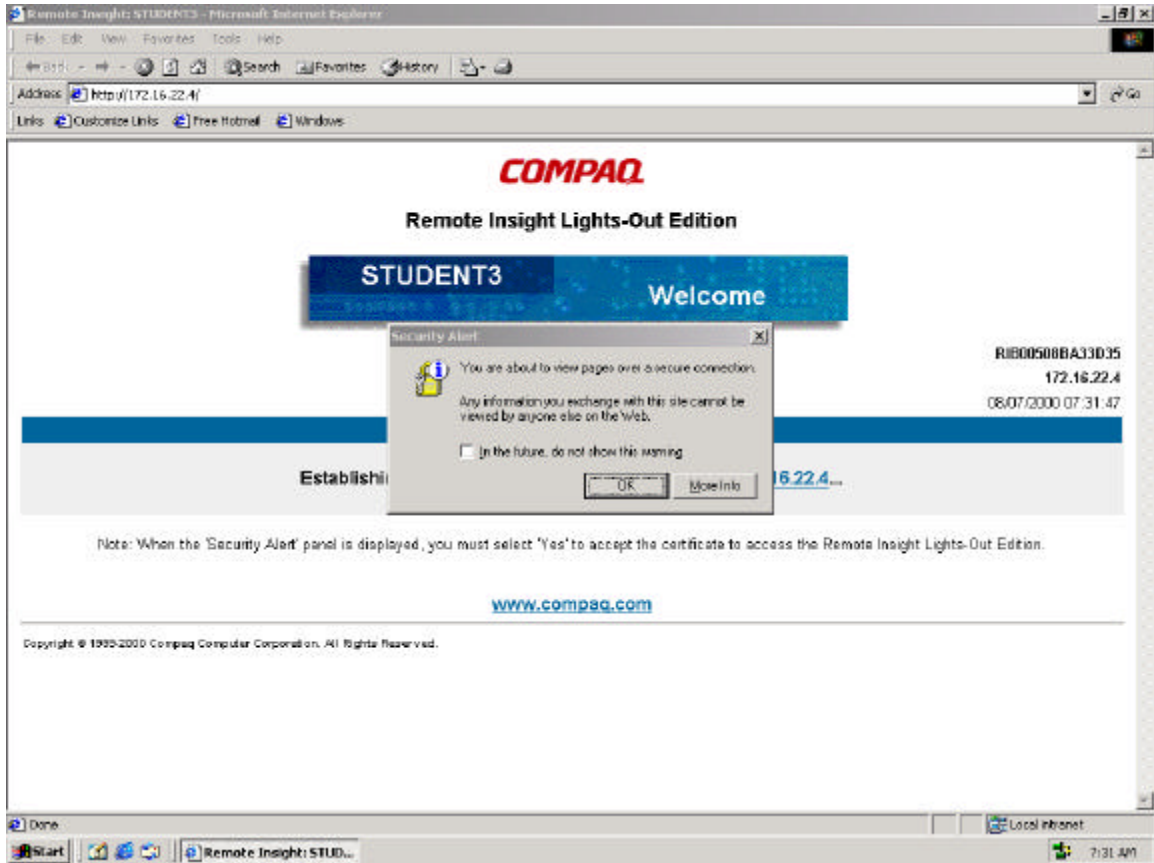 Remote Insight: STUDENT3 - Microsoft Internet Explorer
File Edit View Favorites Tools Help
Back Search Favorites History
Address http://172.16.22.4/ Go
Links Customize Links Free Hotmail Windows
COMPAQ
Remote Insight Lights-Out Edition
STUDENT3
Welcome
RIB00508BA33D35
172.16.22.4
08/07/2000 07:31:47
Security Alert
You are about to view pages over a secure connection.
Any information you exchange with this site cannot be
viewed by anyone else on the Web.
In the future, do not show this warning
OK More Info
Establishi 16.22.4...
Note: When the 'Security Alert' panel is displayed, you must select 'Yes' to accept the certificate to access the Remote Insight Lights-Out Edition.
www.compaq.com
Copyright © 1999-2000 Compaq Computer Corporation. All Rights Reserved.
Done Local intranet
Start Remote Insight: STUD... 7:31 AM